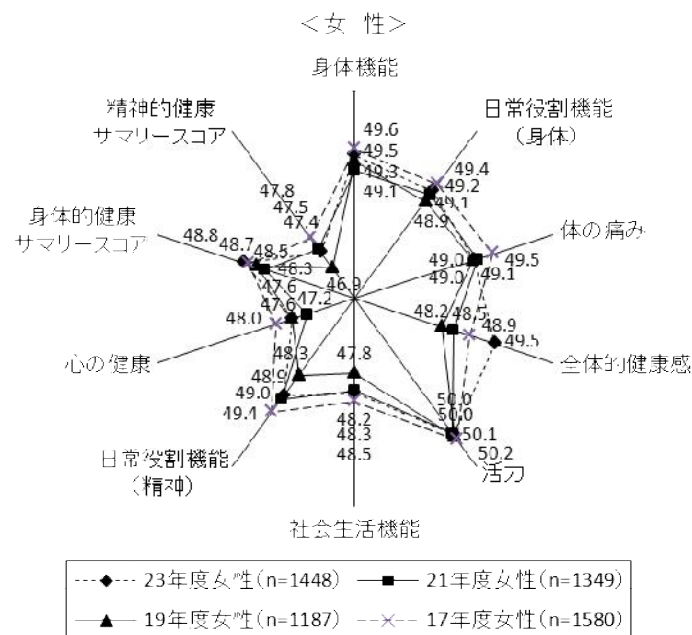 ＜女 性＞
身体機能
精神的健康
サマリースコア
日常役割機能
（身体）
49.6
49.5
49.3
49.1
49.4
49.2
49.1
48.9
47.8
47.5
47.4
46.9
身体的健康
サマリースコア
48.8
48.7
48.5
48.3
体の痛み
49.0
49.0
49.1
49.5
47.6
47.6
47.2
48.0
心の健康
48.2
48.5
48.9
49.5
全体的健康感
48.3
48.9
49.0
49.4
日常役割機能
（精神）
47.8
48.2
48.3
48.5
社会生活機能
50.0
50.0
50.1
50.2
活力
23年度女性(n=1448)
21年度女性(n=1349)
19年度女性(n=1187)
17年度女性(n=1580)